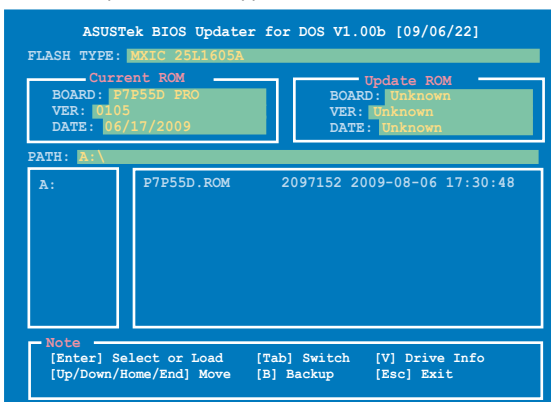 ASUSTek BIOS Updater for DOS V1.00b [09/06/22]
FLASH TYPE: MXIC 25L1605A
Current ROM
BOARD: P7P55D PRO
VER: 0105
DATE: 06/17/2009
Update ROM
BOARD: Unknown
VER: Unknown
DATE: Unknown
PATH: A:\
A:
P7P55D.ROM 2097152 2009-08-06 17:30:48
Note
[Enter] Select or Load [Tab] Switch [V] Drive Info
[Up/Down/Home/End] Move [B] Backup [Esc] Exit